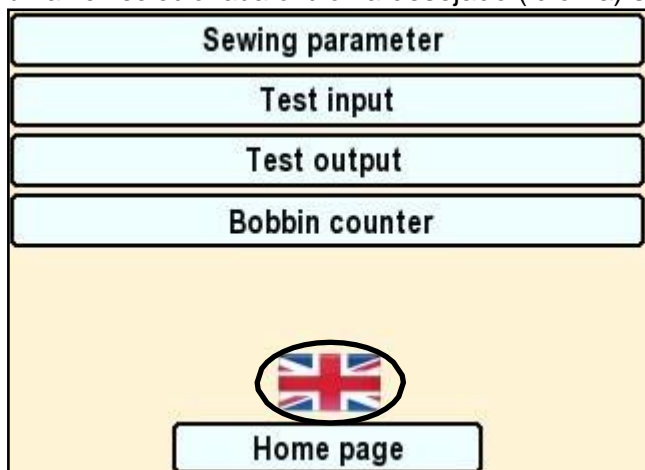 Sewing parameter
Test input
Test output
Bobbin counter
Home page